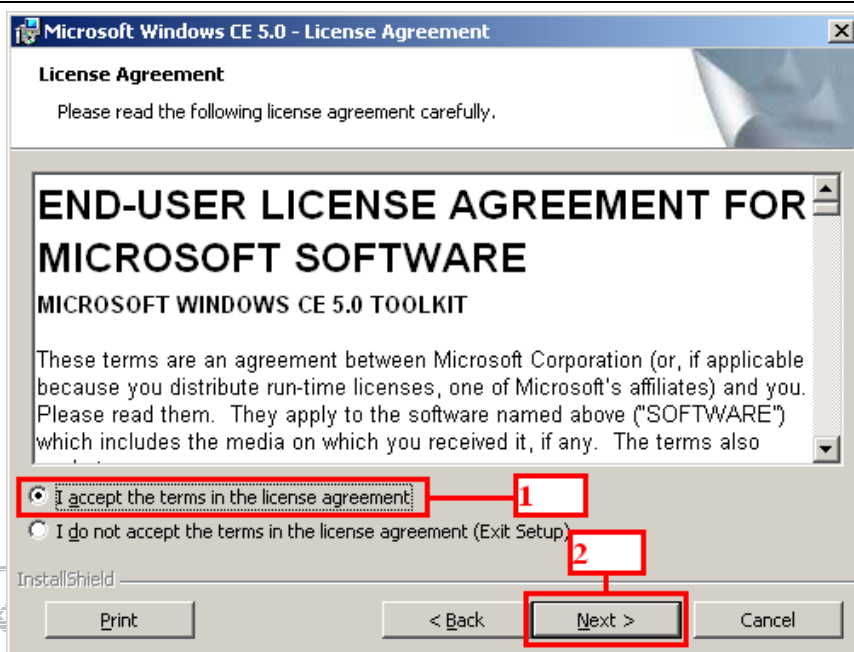 Microsoft Windows CE 5.0 - License Agreement
License Agreement
Please read the following license agreement carefully.
END-USER LICENSE AGREEMENT FOR
MICROSOFT SOFTWARE
MICROSOFT WINDOWS CE 5.0 TOOLKIT
These terms are an agreement between Microsoft Corporation (or, if applicable
because you distribute run-time licenses, one of Microsoft's affiliates) and you.
Please read them. They apply to the software named above ("SOFTWARE")
which includes the media on which you received it, if any. The terms also
I accept the terms in the license agreement
1
I do not accept the terms in the license agreement (Exit Setup)
2
InstallShield
Print
< Back
Next >
Cancel